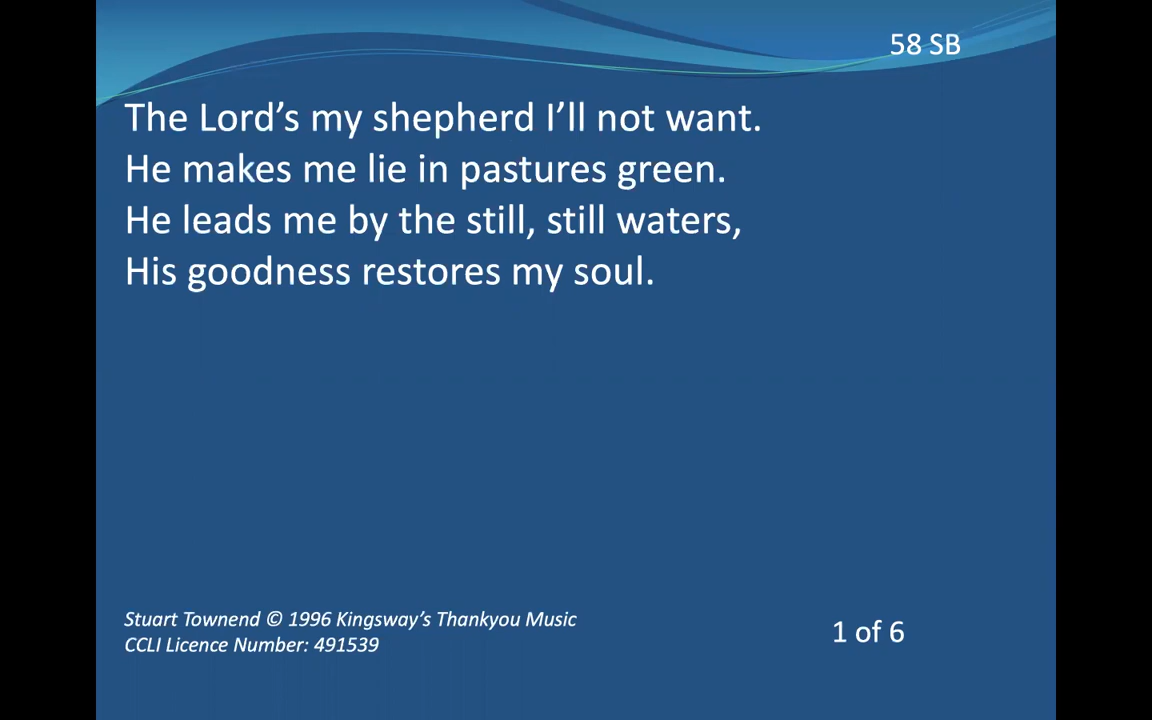 58 SB
The Lord’s my shepherd I’ll not want.
He makes me lie in pastures green.
He leads me by the still, still waters,
His goodness restores my soul.
Stuart Townend © 1996 Kingsway’s Thankyou Music
CCLI Licence Number: 491539
1 of 6